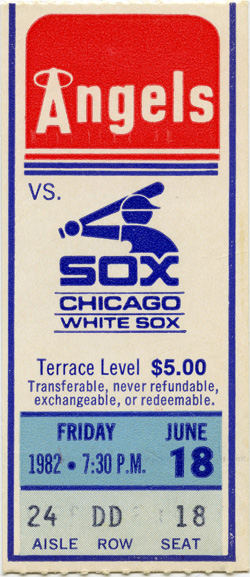 Angels
VS.
SOX
CHICAGO
WHITE SOX
Terrace Level $5.00
Transferable, never refundable,
exchangeable, or redeemable.
FRIDAY JUNE
1982 • 7:30 P.M. 18
24 DD 18
AISLE ROW SEAT